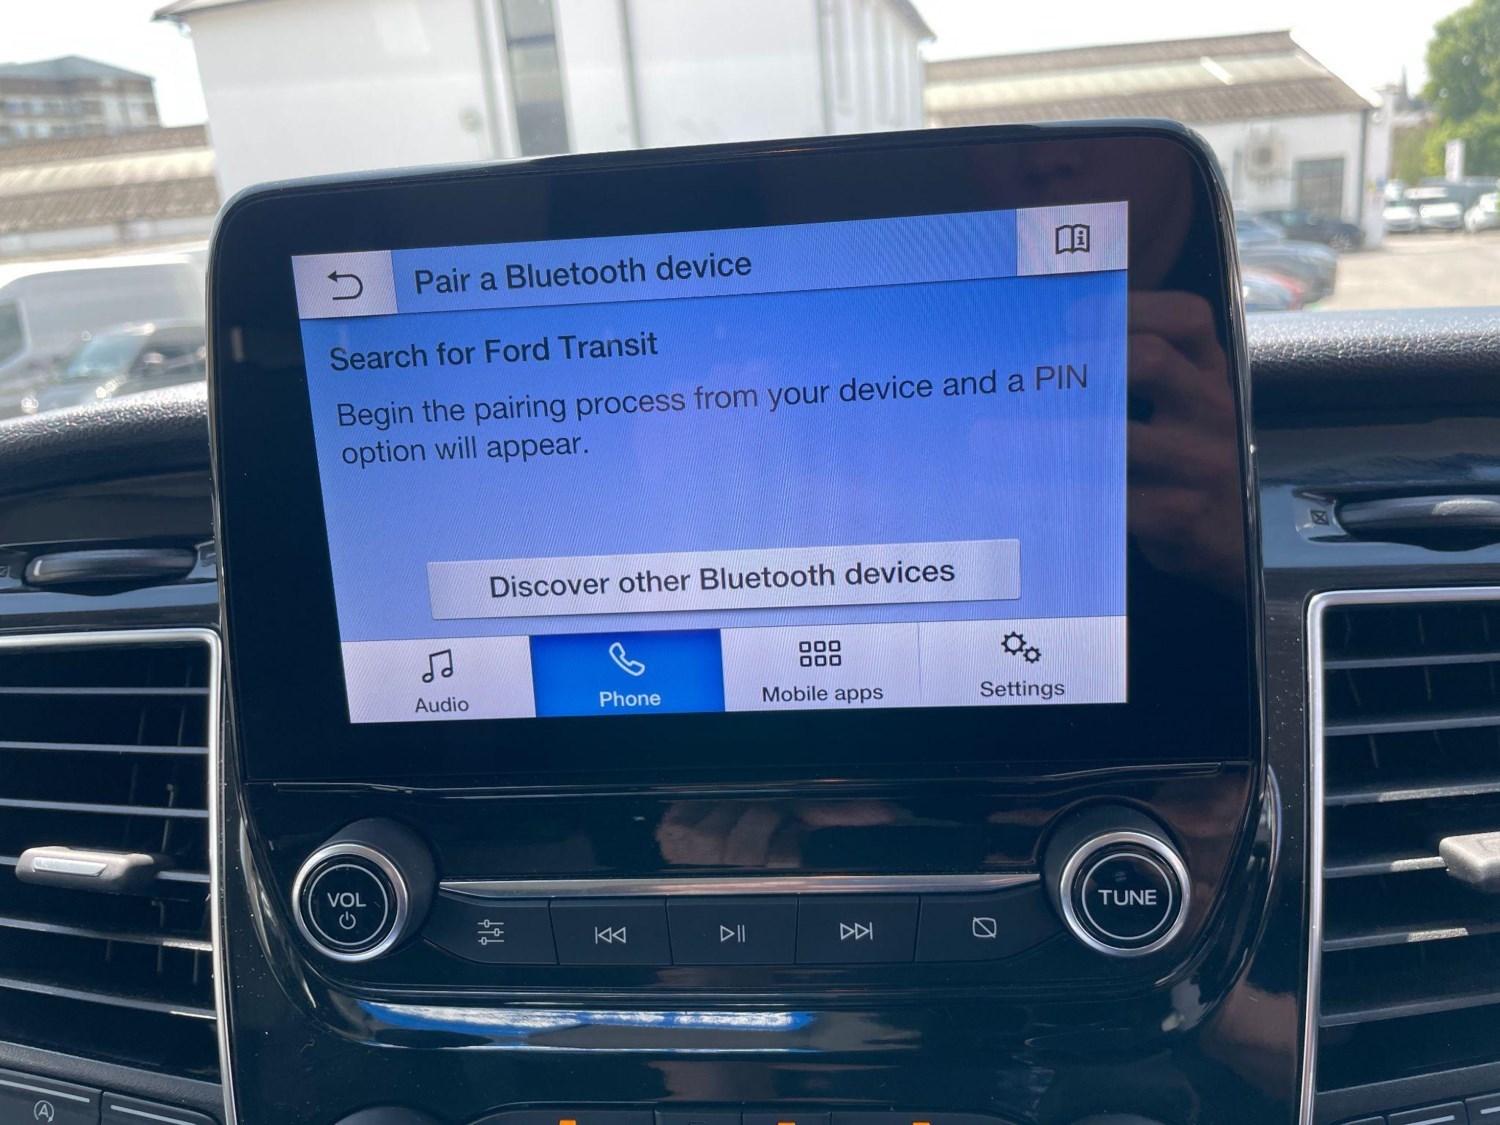 Pair a Bluetooth device
Search for Ford Transit
Begin the pairing process from your device and a PIN
option will appear.
Discover other Bluetooth devices
Audio
Phone
Mobile apps
Settings
VOL
TUNE
A